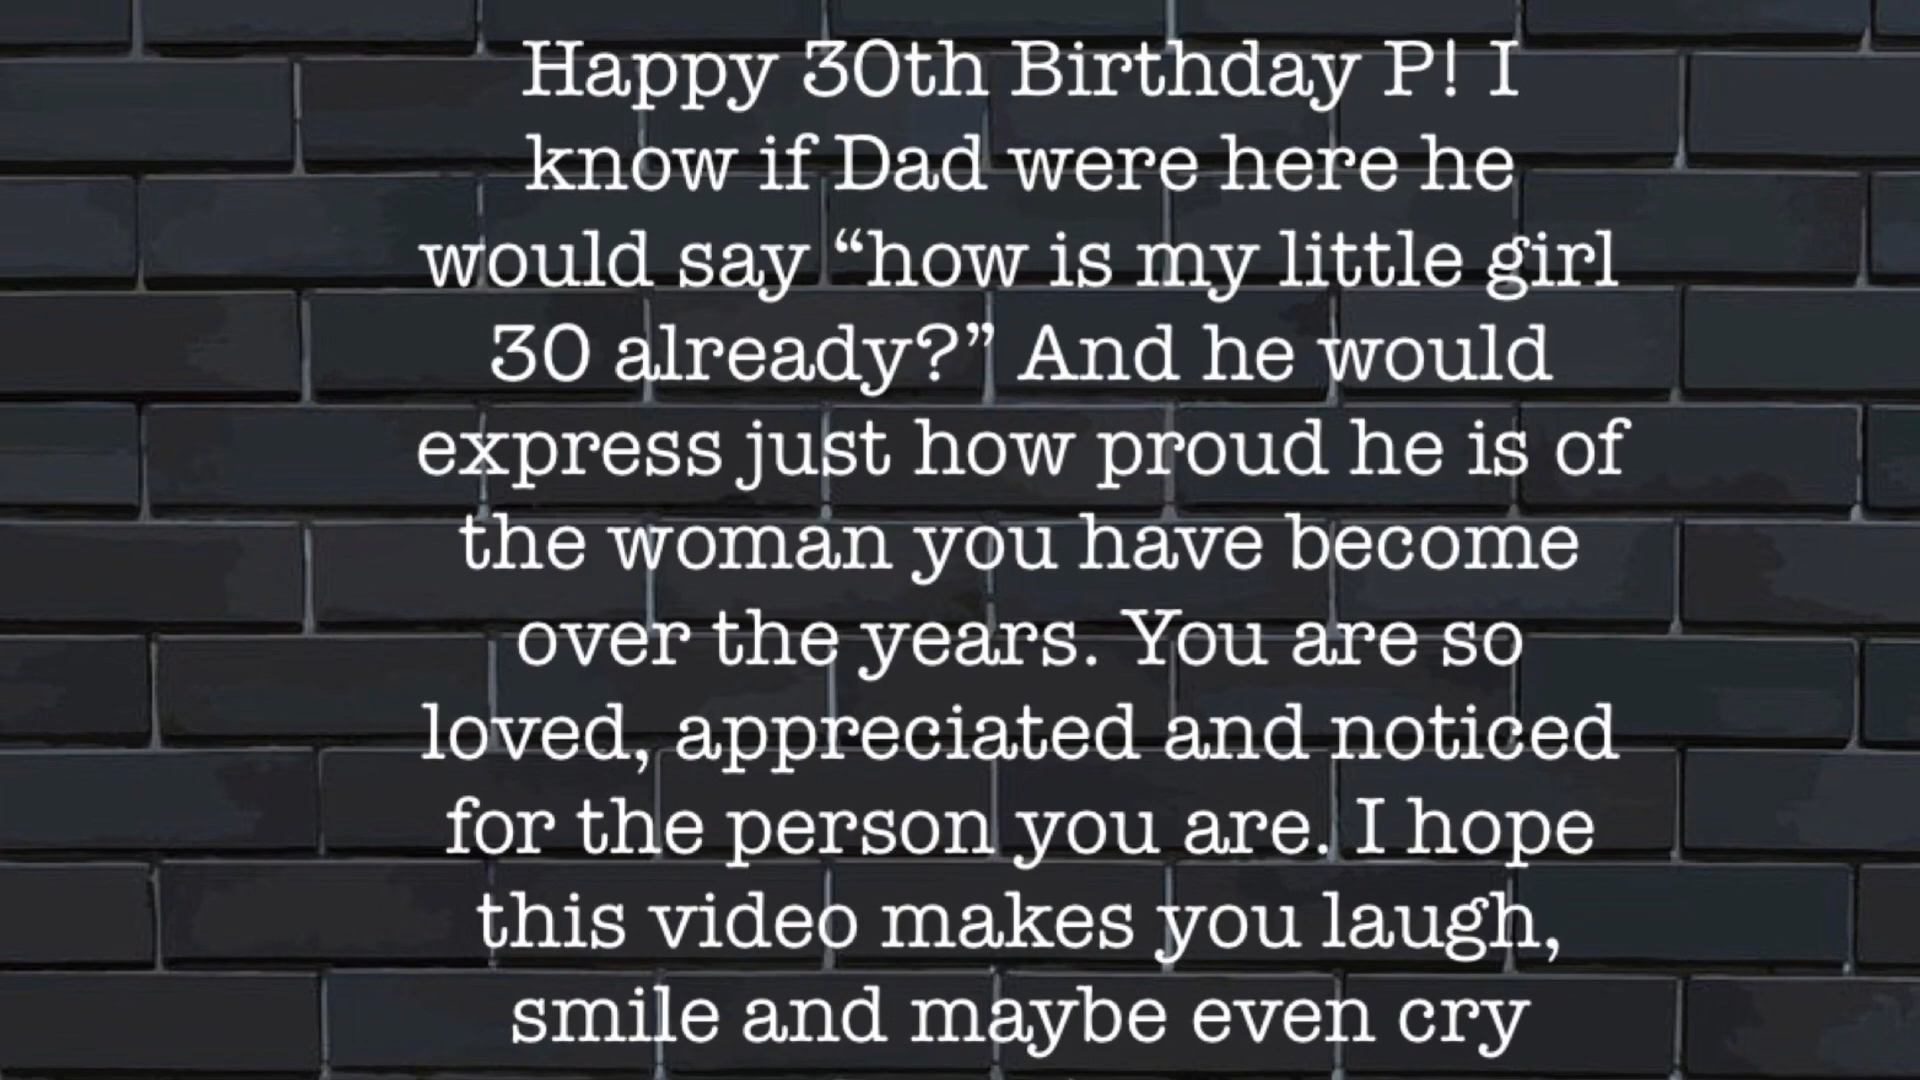 Happy 30th Birthday P! I
know if Dad were here he
would say “how is my little girl
30 already?” And he would
express just how proud he is of
the woman you have become
over the years. You are so
loved, appreciated and noticed
for the person you are. I hope
this video makes you laugh,
smile and maybe even cry